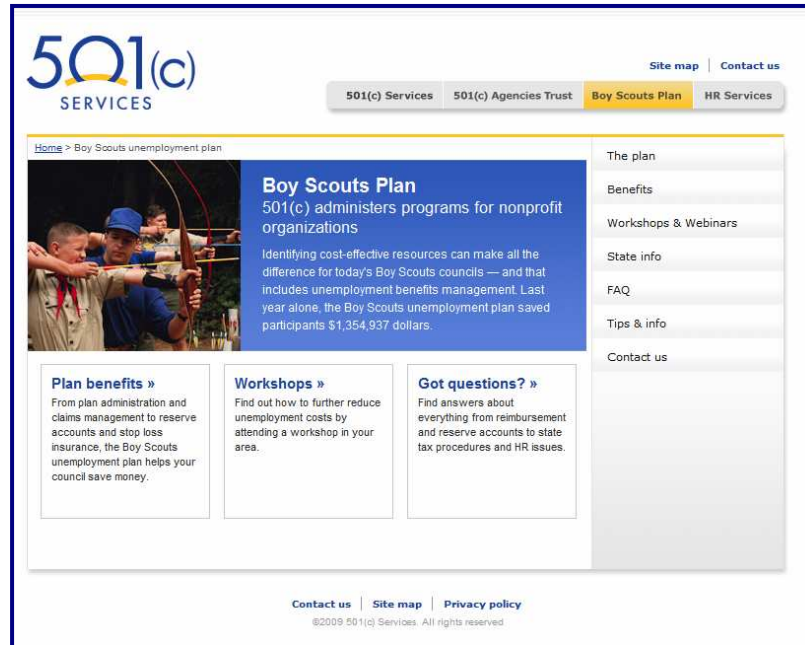 501(c)
SERVICES
Site map | Contact us
501(c) Services 501(c) Agencies Trust Boy Scouts Plan HR Services
Home > Boy Scouts unemployment plan
Boy Scouts Plan
501(c) administers programs for nonprofit
organizations
Identifying cost-effective resources can make all the
difference for today's Boy Scouts councils — and that
includes unemployment benefits management. Last
year alone, the Boy Scouts unemployment plan saved
participants $1,354,937 dollars.
The plan
Benefits
Workshops & Webinars
State info
FAQ
Tips & info
Contact us
Plan benefits »
From plan administration and
claims management to reserve
accounts and stop loss
insurance, the Boy Scouts
unemployment plan helps your
council save money.
Workshops »
Find out how to further reduce
unemployment costs by
attending a workshop in your
area.
Got questions? »
Find answers about
everything from reimbursement
and reserve accounts to state
tax procedures and HR issues.
Contact us | Site map | Privacy policy
©2009 501(c) Services. All rights reserved